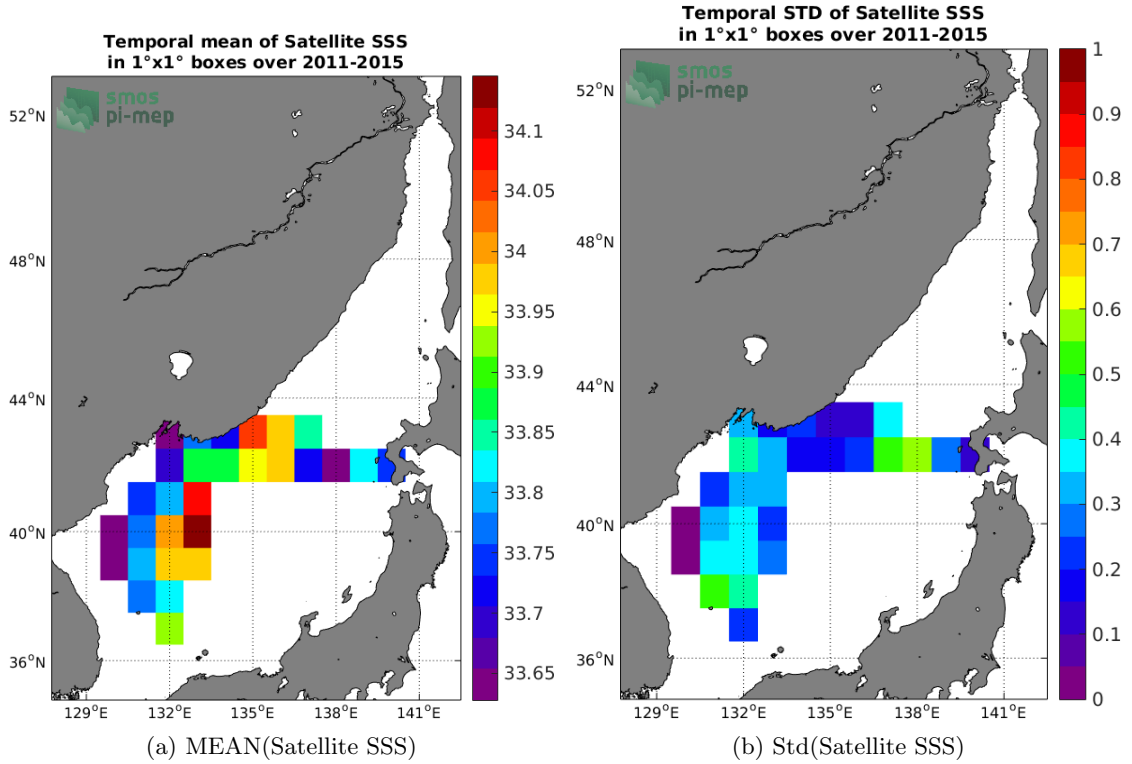 Temporal mean of Satellite SSS
in 1°x1° boxes over 2011-2015
smos
pi-mep
52°N
48°N
44°N
40°N
36°N
129°E
132°E
135°E
138°E
141°E
34.1
34.05
34
33.95
33.9
33.85
33.8
33.75
33.7
33.65
(a) MEAN(Satellite SSS)
Temporal STD of Satellite SSS
in 1°x1° boxes over 2011-2015
smos
pi-mep
52°N
48°N
44°N
40°N
36°N
129°E
132°E
135°E
138°E
141°E
1
0.9
0.8
0.7
0.6
0.5
0.4
0.3
0.2
0.1
0
(b) Std(Satellite SSS)